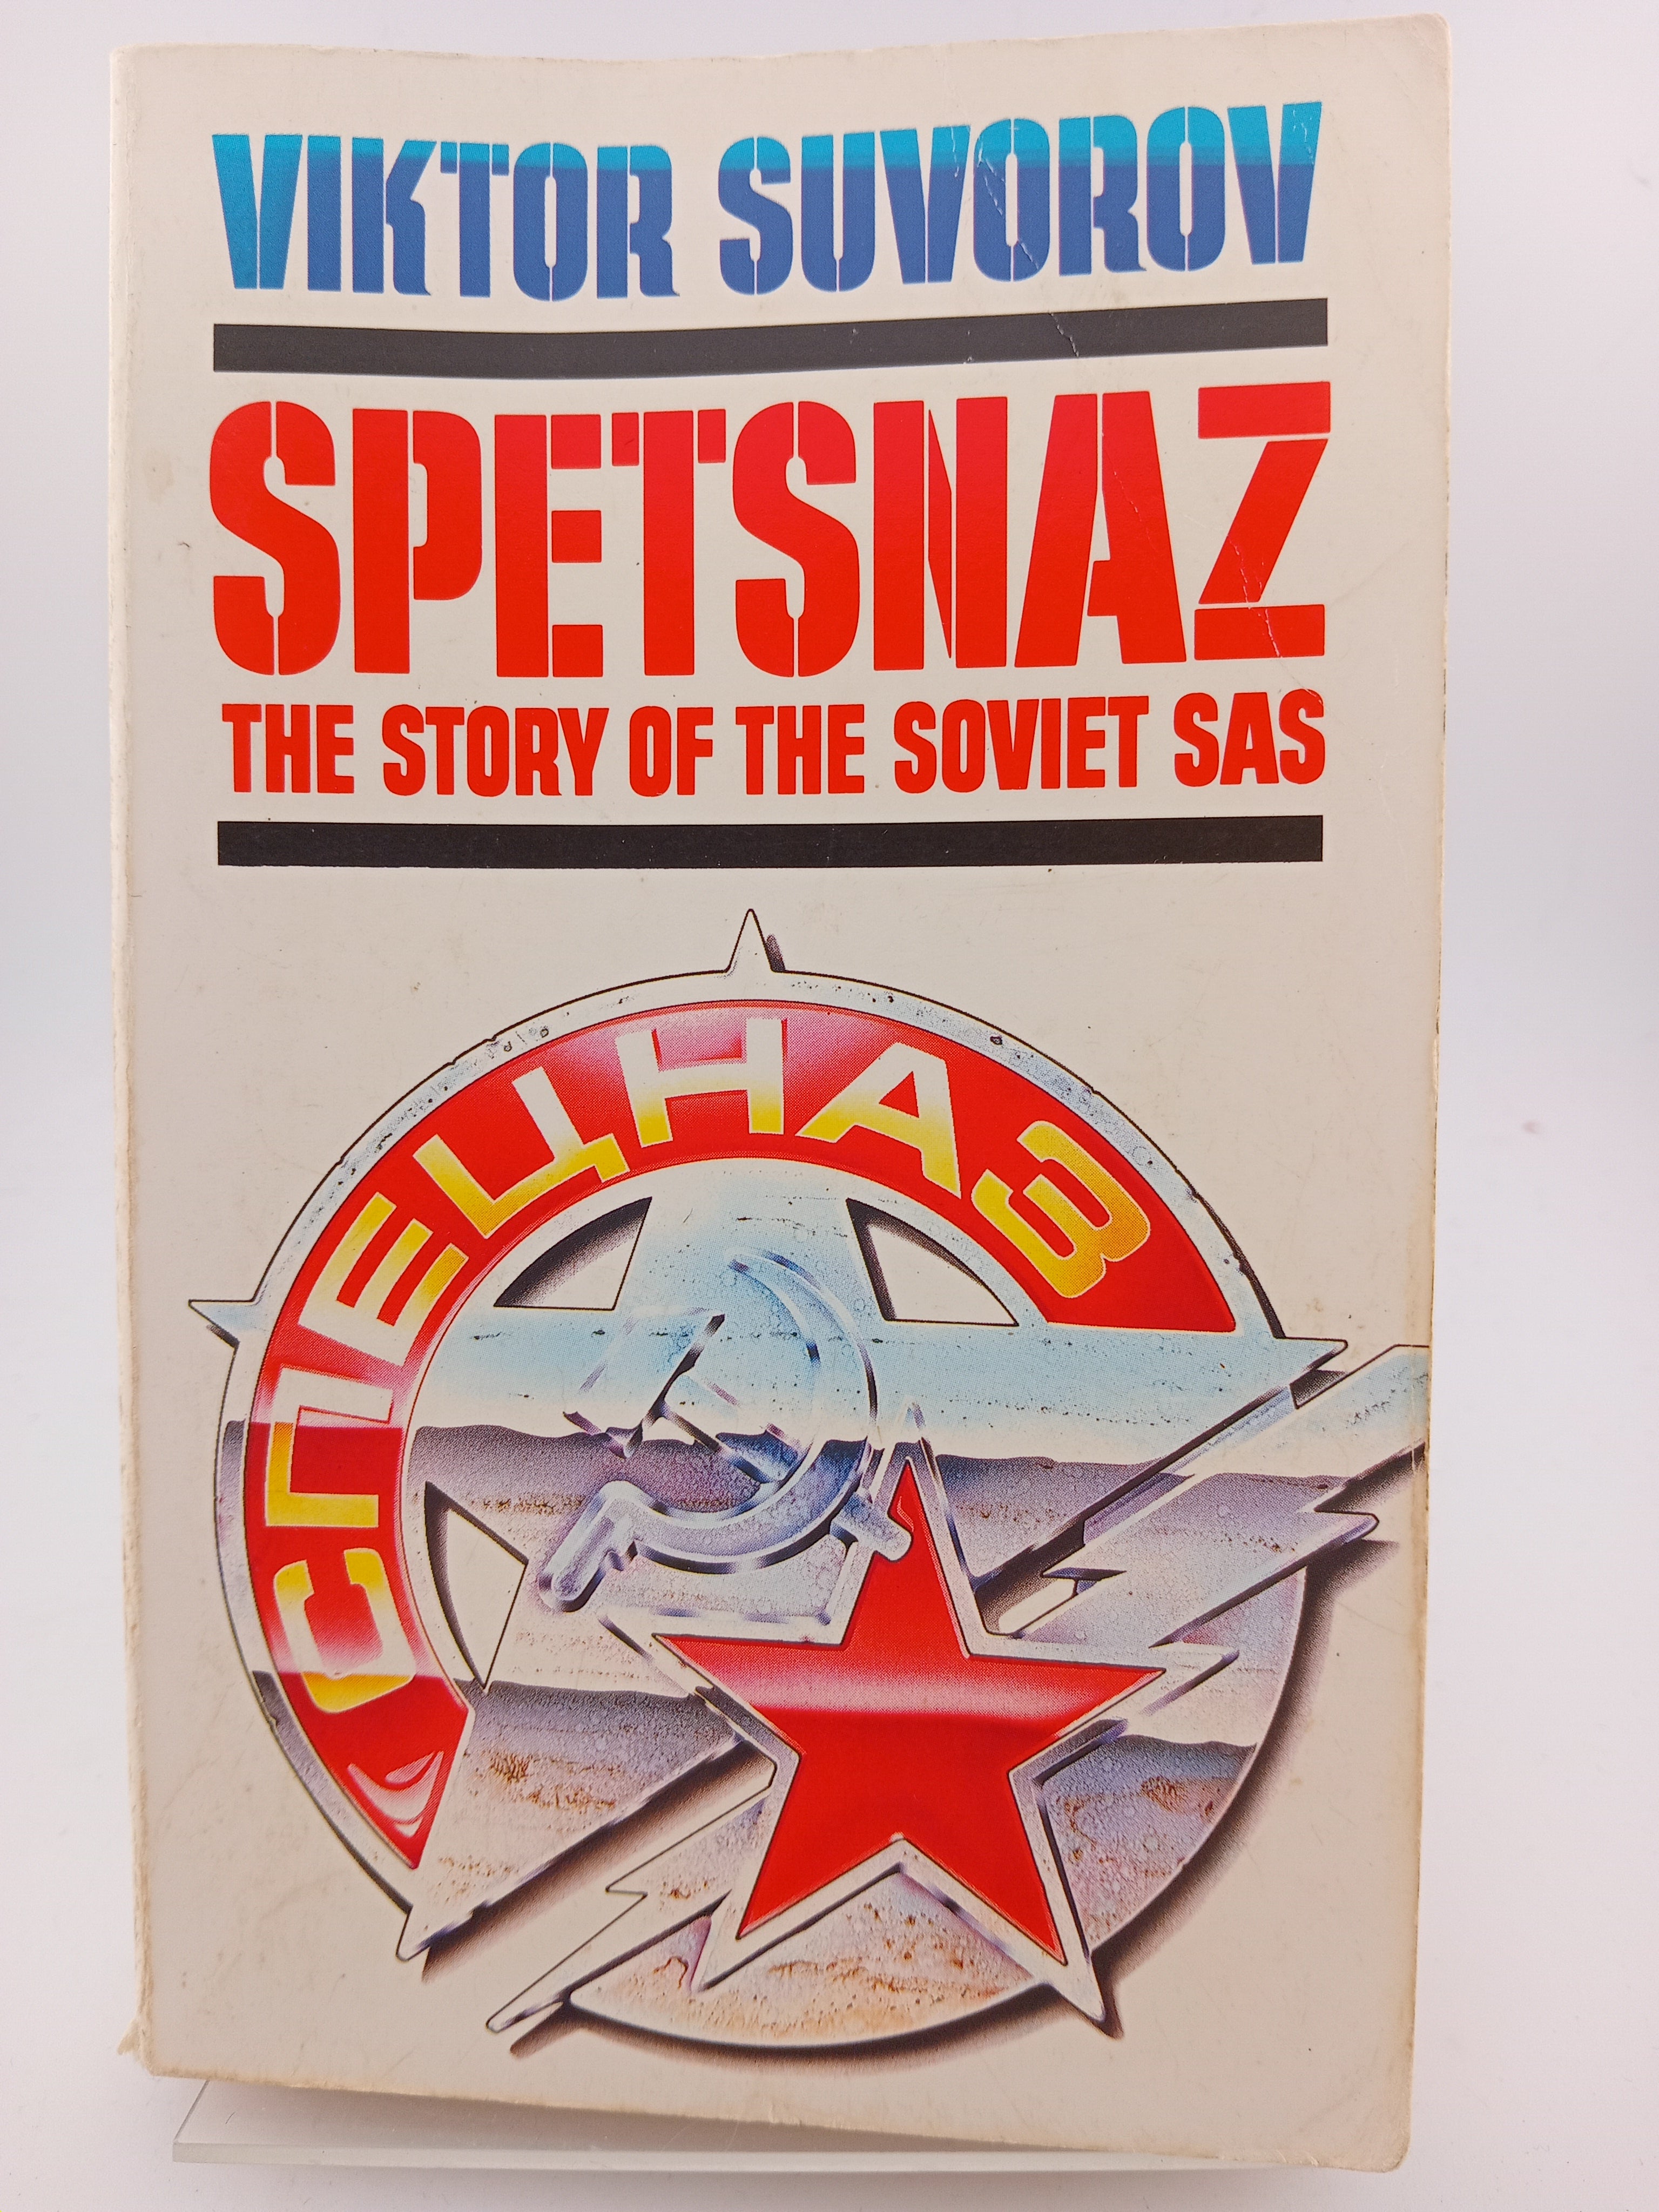 VIKTOR SUVOROV
SPETSNAZ
THE STORY OF THE SOVIET SAS
СПЕЦНАЗ